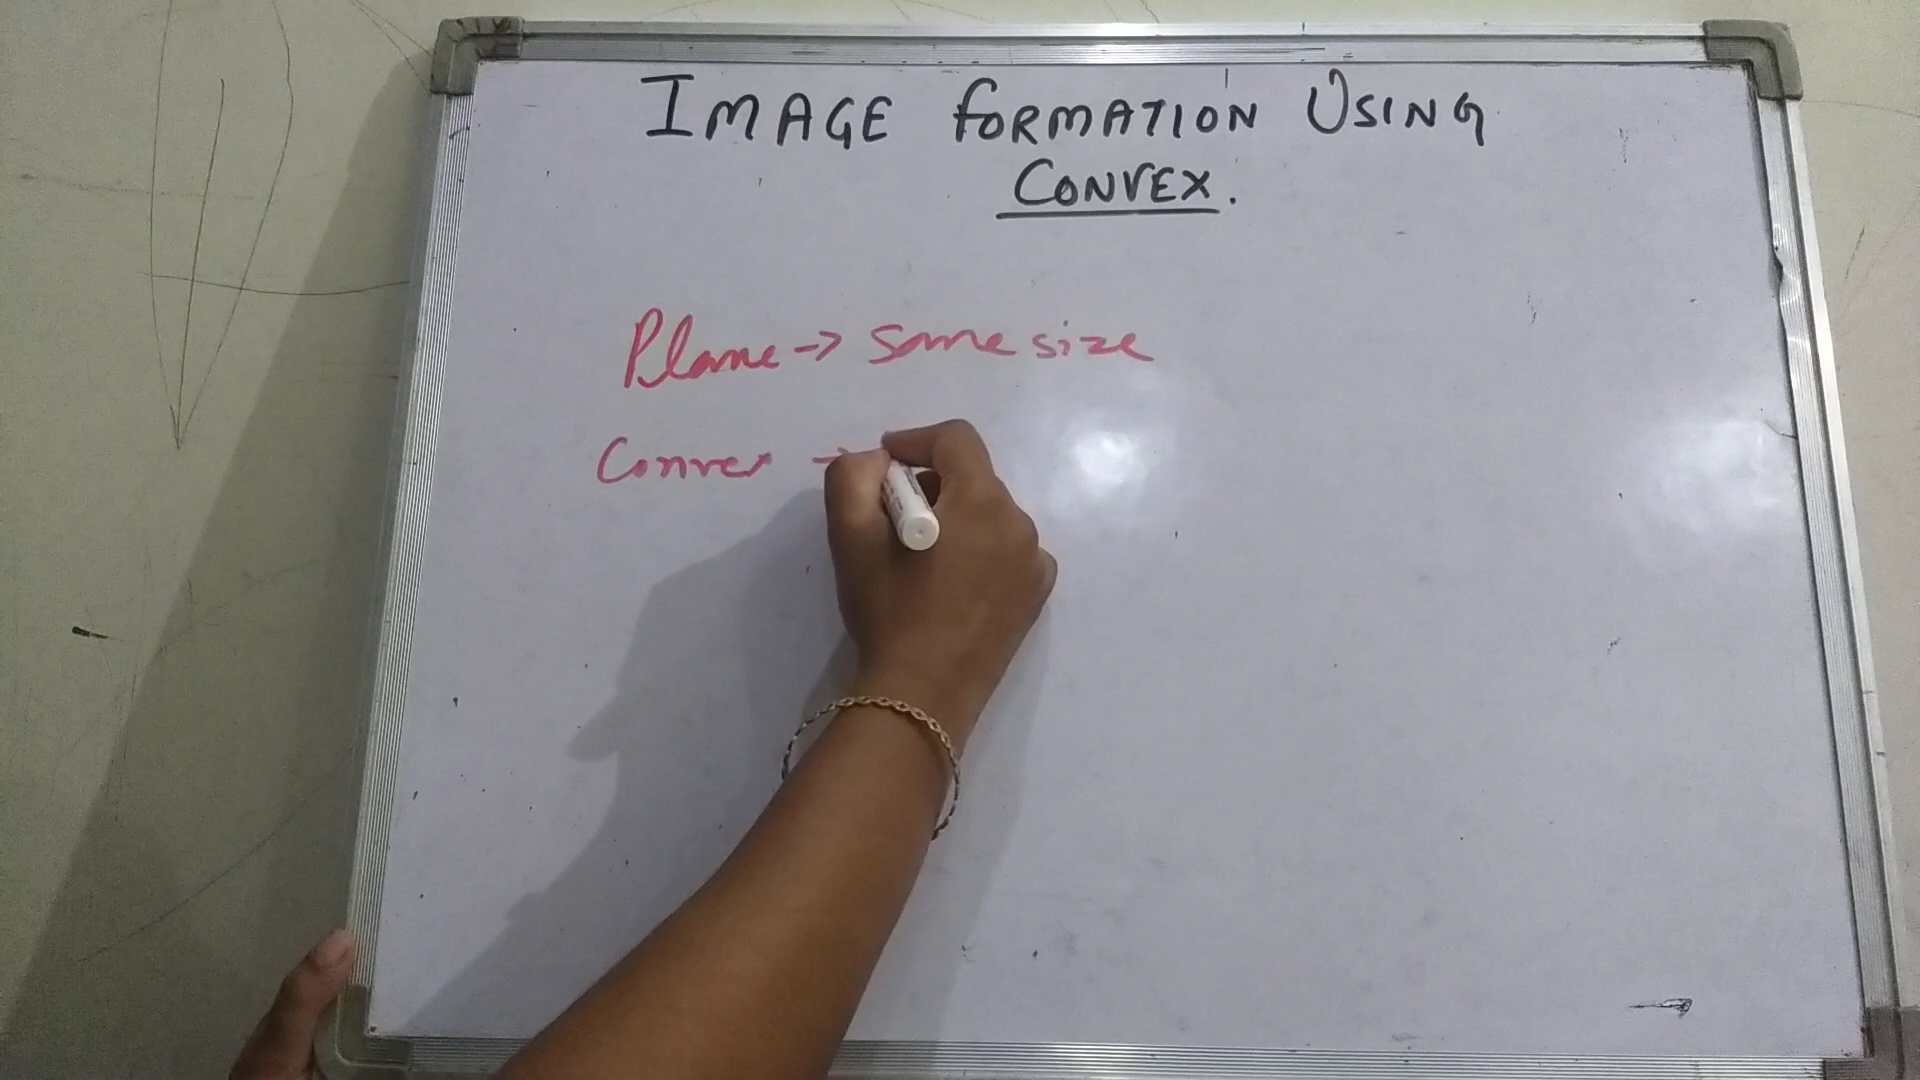 IMAGE FORMATION USING
CONVEX.
Plane → Same size
Convex →